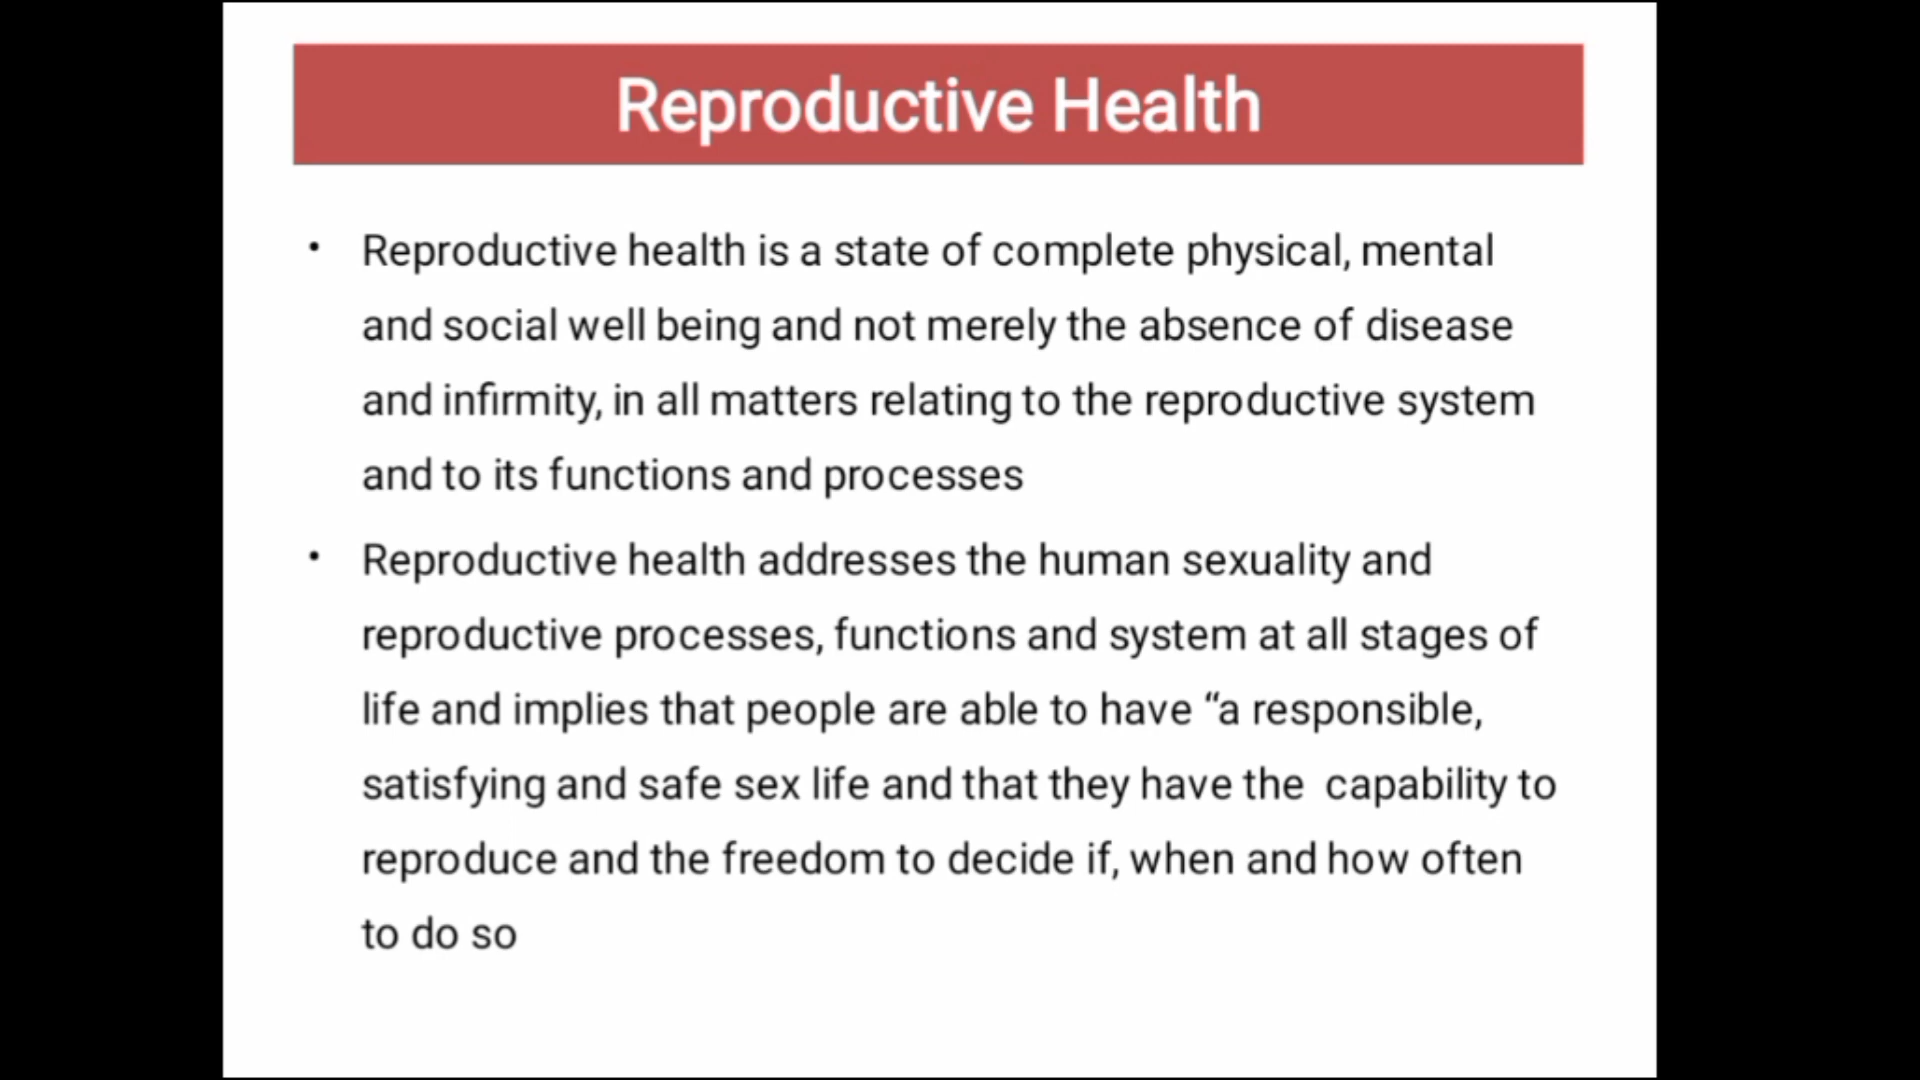 Reproductive Health
• Reproductive health is a state of complete physical, mental
and social well being and not merely the absence of disease
and infirmity, in all matters relating to the reproductive system
and to its functions and processes
• Reproductive health addresses the human sexuality and
reproductive processes, functions and system at all stages of
life and implies that people are able to have “a responsible,
satisfying and safe sex life and that they have the  capability to
reproduce and the freedom to decide if, when and how often
to do so